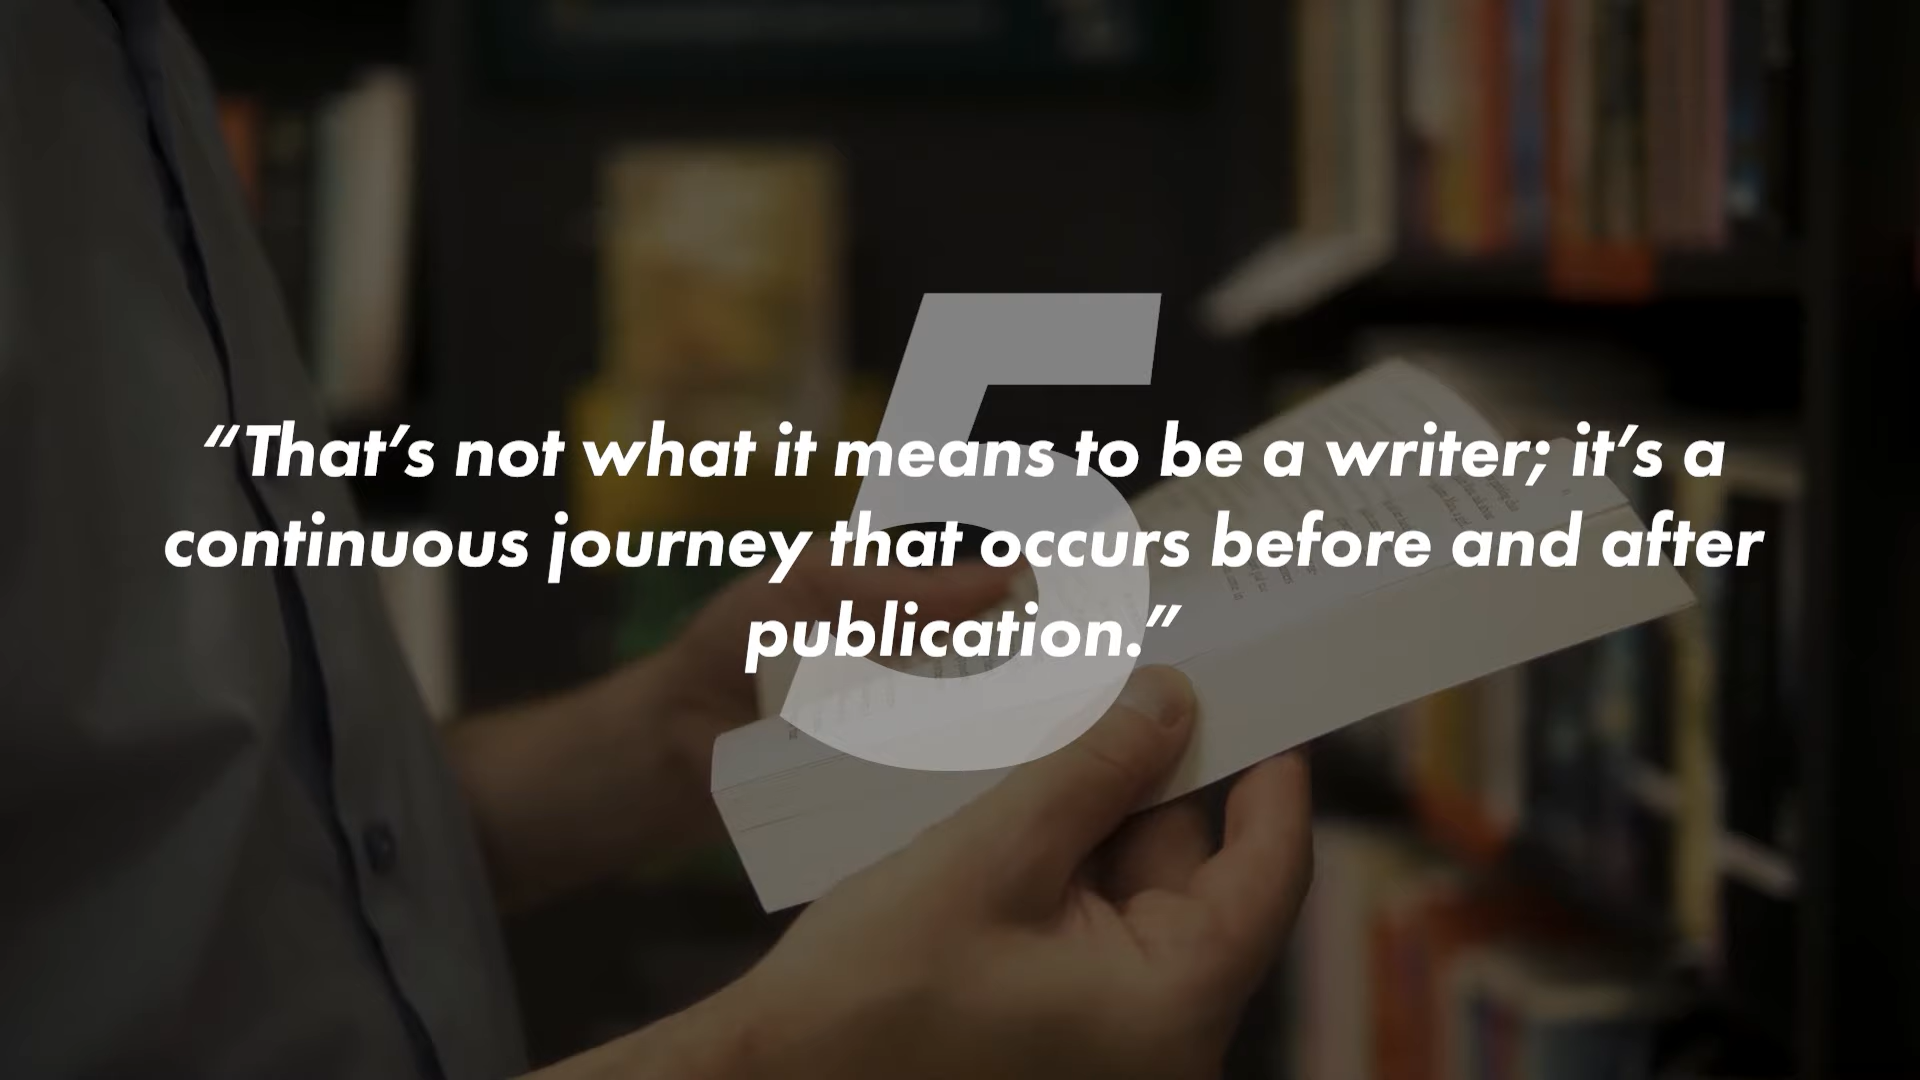 5
“That’s not what it means to be a writer; it’s a
continuous journey that occurs before and after
publication.”